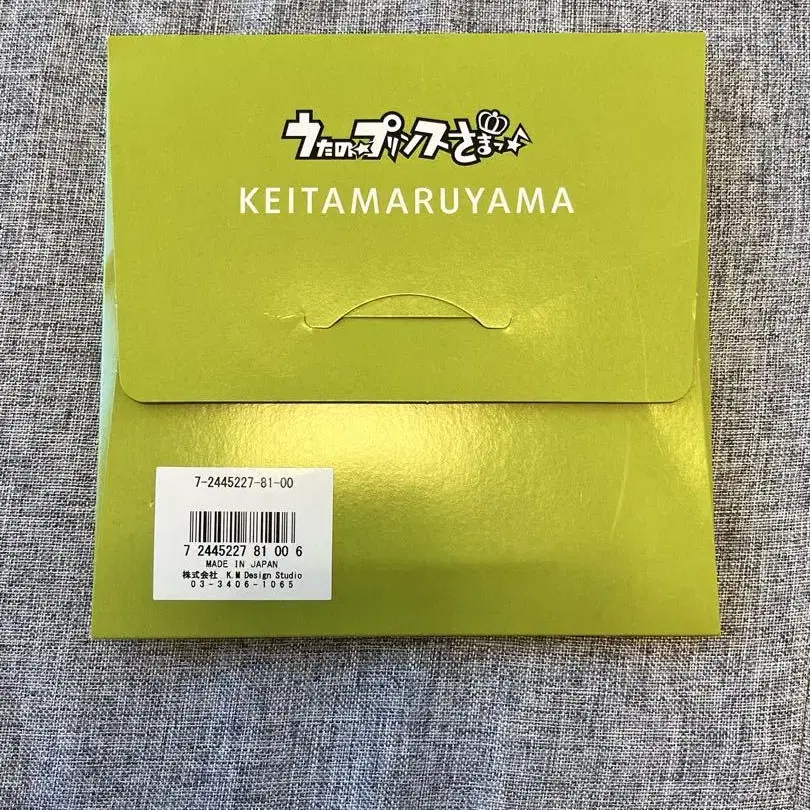 うたの☆プリンスさまっ♪
KEITAMARUYAMA
7-2445227-81-00
7 2445227 81 00 6
MADE IN JAPAN
株式会社 K.M Design Studio
03-3406-1065